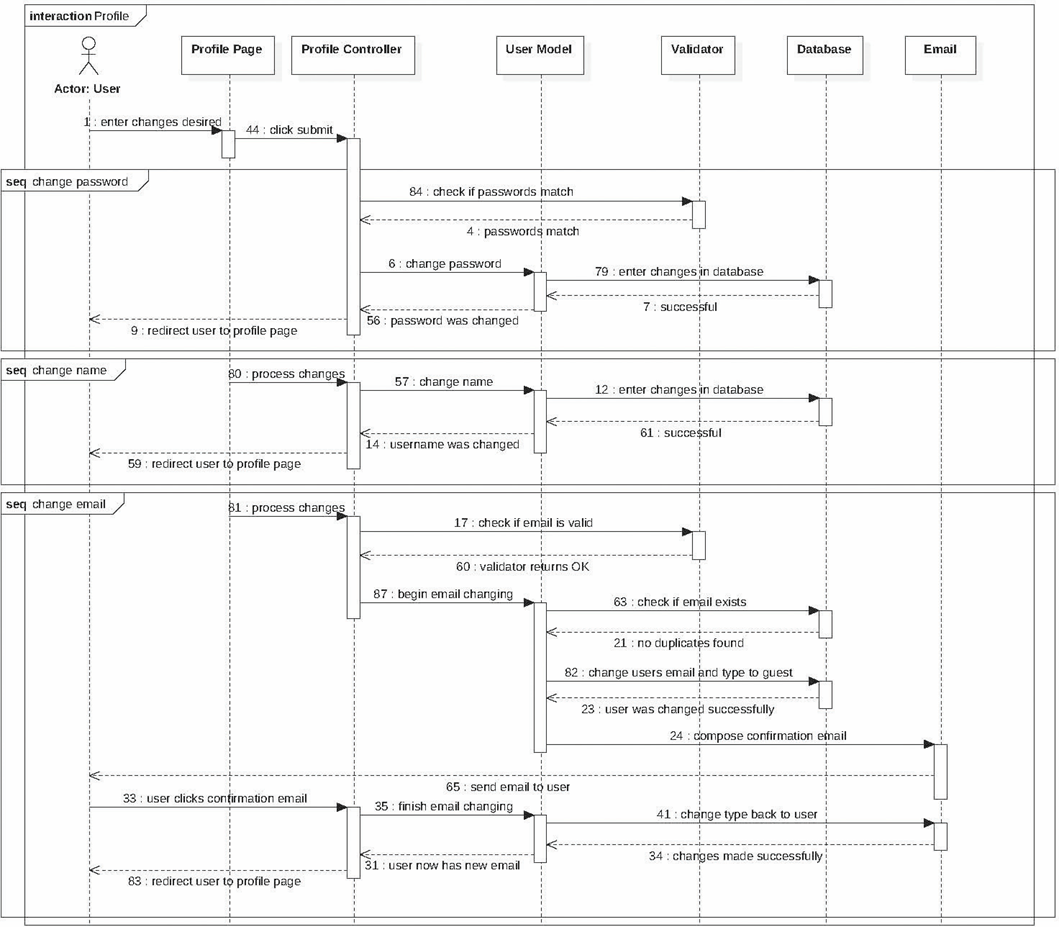 interaction Profile
Profile Page
Profile Controller
User Model
Validator
Database
Email
Actor: User
1 : enter changes desired
44 : click submit
seq change password
84 : check if passwords match
4 : passwords match
6 : change password
79 : enter changes in database
7 : successful
56 : password was changed
9 : redirect user to profile page
seq change name
80 : process changes
57 : change name
12 : enter changes in database
61 : successful
14 : username was changed
59 : redirect user to profile page
seq change email
81 : process changes
17 : check if email is valid
60 : validator returns OK
87 : begin email changing
63 : check if email exists
21 : no duplicates found
82 : change users email and type to guest
23 : user was changed successfully
24 : compose confirmation email
65 : send email to user
33 : user clicks confirmation email
35 : finish email changing
41 : change type back to user
34 : changes made successfully
31 : user now has new email
83 : redirect user to profile page